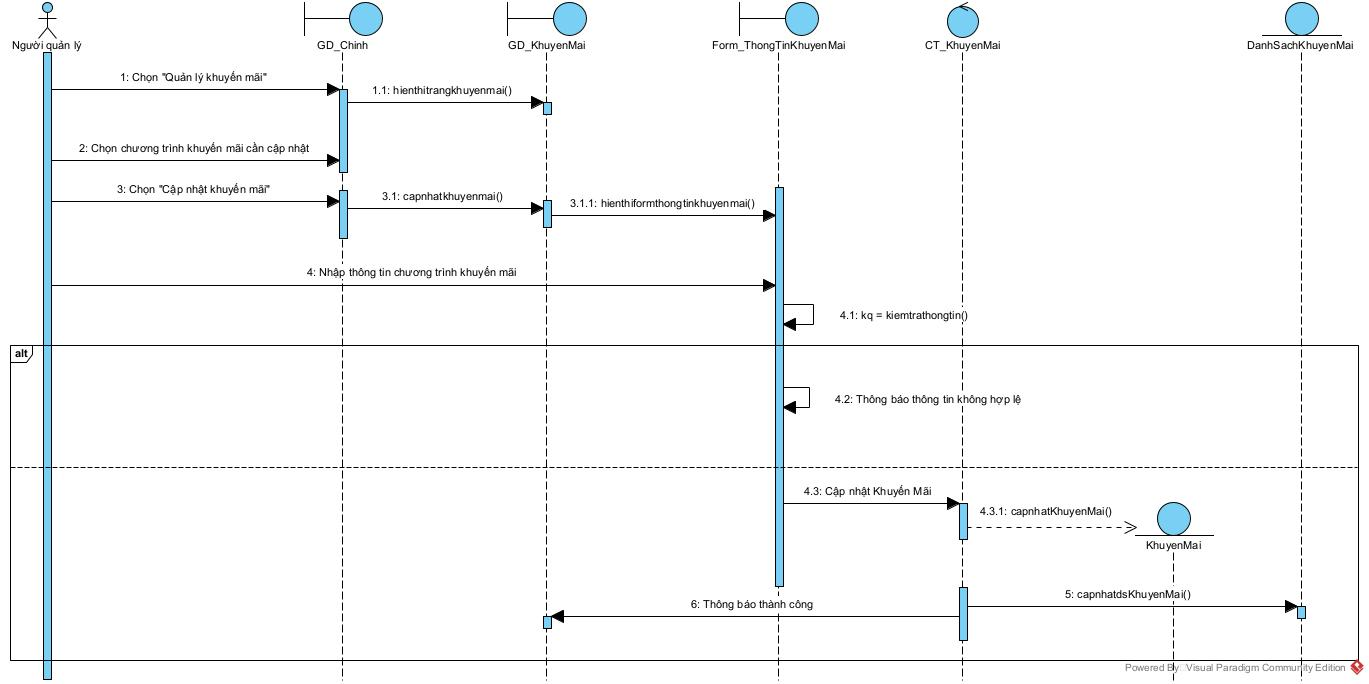 Người quản lý
GD_Chinh
GD_KhuyenMai
Form_ThongTinKhuyenMai
CT_KhuyenMai
DanhSachKhuyenMai
1: Chọn "Quản lý khuyến mãi"
1.1: hienthitrangkhuyenmai()
2: Chọn chương trình khuyến mãi cần cập nhật
3: Chọn "Cập nhật khuyến mãi"
3.1: capnhatkhuyenmai()
3.1.1: hienthiformthongtinkhuyenmai()
4: Nhập thông tin chương trình khuyến mãi
4.1: kq = kiemtrathongtin()
alt
4.2: Thông báo thông tin không hợp lệ
4.3: Cập nhật Khuyến Mãi
4.3.1: capnhatKhuyenMai()
KhuyenMai
5: capnhatdsKhuyenMai()
6: Thông báo thành công
Powered By Visual Paradigm Community Edition